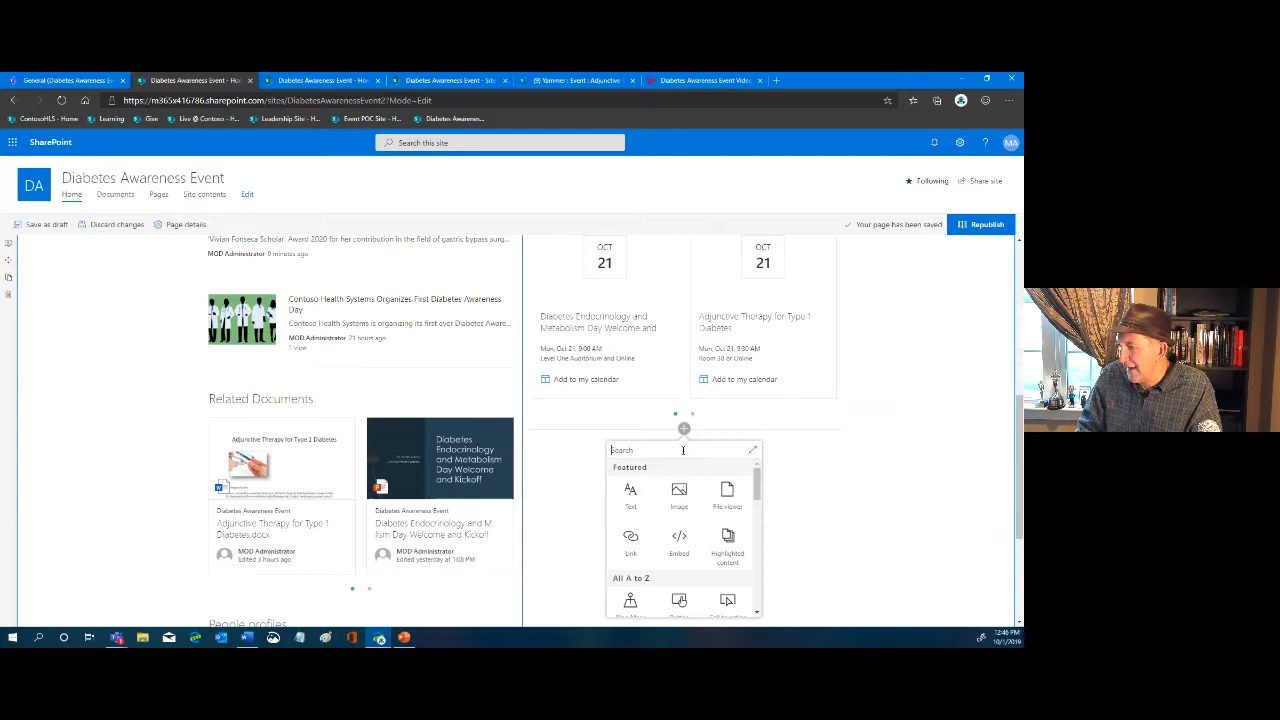 General (Diabetes Awareness Ev
Diabetes Awareness Event - Hom
Diabetes Awareness Event - Hom
Diabetes Awareness Event - Site
(9) Yammer : Event : Adjunctive
Diabetes Awareness Event Video
https://m365x416786.sharepoint.com/sites/DiabetesAwarenessEvent2?Mode=Edit
ContosoHLS - Home
Learning
Give
Live @ Contoso - H...
Leadership Site - H...
Event POC Site - H...
Diabetes Awarenes...
SharePoint
Search this site
MA
DA
Diabetes Awareness Event
Home
Documents
Pages
Site contents
Edit
Following
Share site
Save as draft
Discard changes
Page details
Your page has been saved
Republish
'Vivian Fonseca Scholar' Award 2020 for her contribution in the field of gastric bypass surg...
MOD Administrator 9 minutes ago
Contoso Health Systems Organizes First Diabetes Awareness
Day
Contoso Health Systems is organizing its first over Diabetes Aware...
MOD Administrator 21 hours ago
1 view
OCT
21
Diabetes Endocrinology and
Metabolism Day Welcome and
Mon, Oct 21, 9:00 AM
Level One Auditorium and Online
Add to my calendar
OCT
21
Adjunctive Therapy for Type 1
Diabetes
Mon, Oct 21, 9:30 AM
Room 38 or Online
Add to my calendar
Related Documents
Adjunctive Therapy for Type 1 Diabetes
Diabetes Awareness Event
Adjunctive Therapy for Type 1
Diabetes.docx
MOD Administrator
Edited 3 hours ago
Diabetes
Endocrinology
and Metabolism
Day Welcome
and Kickoff
Diabetes Awareness Event
Diabetes Endocrinology and M...
lism Day Welcome and Kickoff
MOD Administrator
Edited yesterday at 1:08 PM
People profiles
Search
Featured
Text
Image
File viewer
Link
Embed
Highlighted
content
All A to Z
12:46 PM
10/1/2019